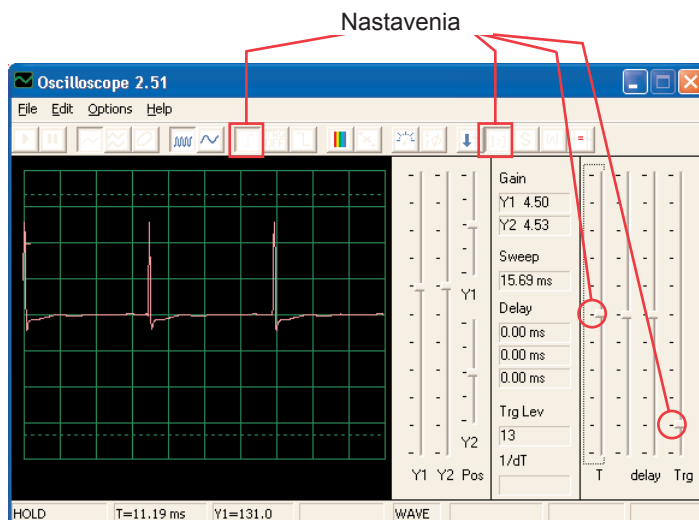 Nastavenia
Oscilloscope 2.51
File Edit Options Help
Gain
Y1 4.50
Y2 4.53
Sweep
15.69 ms
Delay
0.00 ms
0.00 ms
0.00 ms
Trg Lev
13
1/dT
Y1
Y2
Y1 Y2 Pos
T delay Trg
HOLD T=11.19 ms Y1=131.0 WAVE